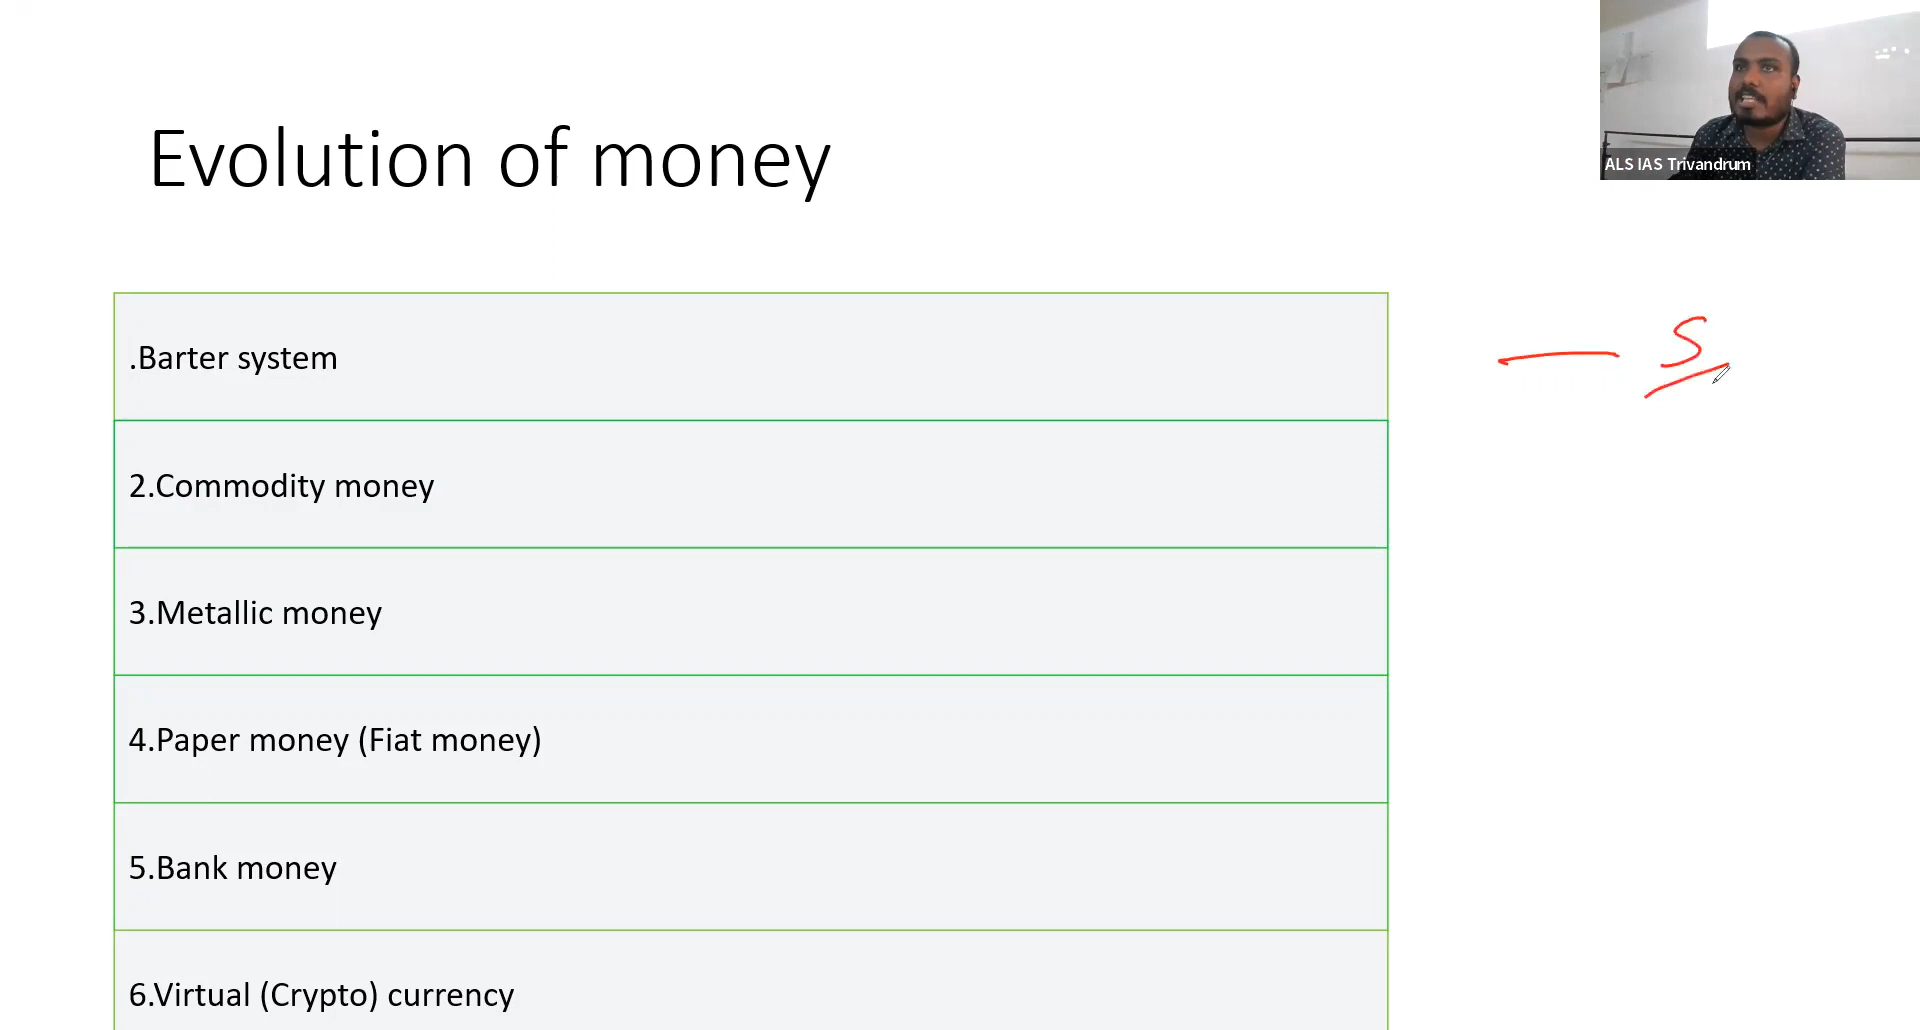 ALS IAS Trivandrum
Evolution of money
.Barter system
S
2.Commodity money
3.Metallic money
4.Paper money (Fiat money)
5.Bank money
6.Virtual (Crypto) currency